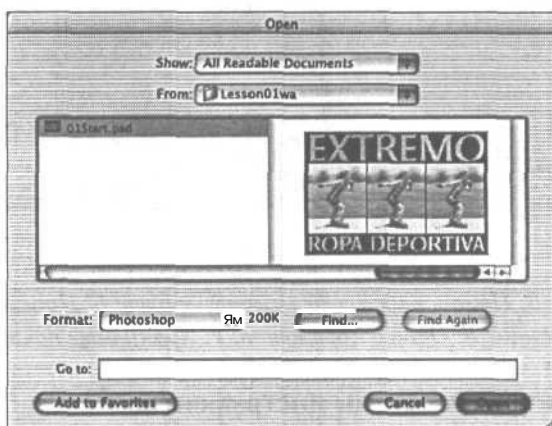 Open
Show: All Readable Documents
From: Lesson01wa
01Start.psd
EXTREMO
ROPA DEPORTIVA
Format: Photoshop Ям 200K Find... Find Again
Go to:
Add to Favorites Cancel Open